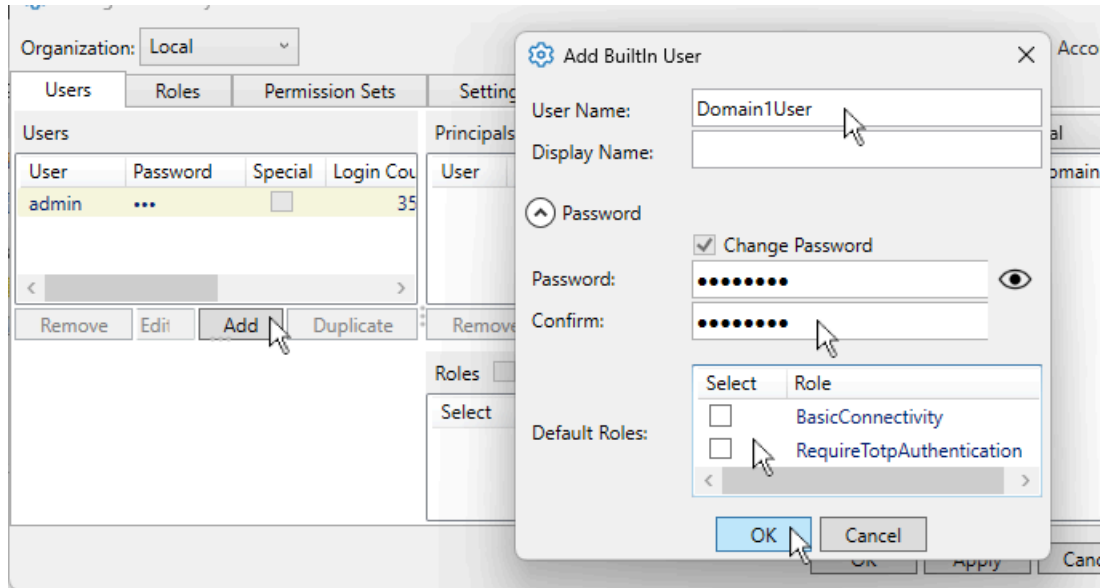 Organization: Local
Users Roles Permission Sets Setting
Users Principals
User Password Special Login Cou User
admin ••• 35
Remove Edit Add Duplicate Remove
Roles
Select
Add BuiltIn User
User Name: Domain1User
Display Name:
Password
Change Password
Password: ••••••••
Confirm: ••••••••
Default Roles:
Select Role
BasicConnectivity
RequireTotpAuthentication
OK Cancel
Acco
al
omain
OK Apply Canc